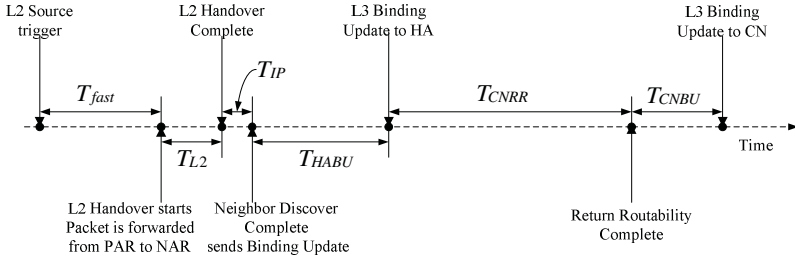 L2 Source
trigger
L2 Handover
Complete
L3 Binding
Update to HA
L3 Binding
Update to CN
T_fast
T_IP
T_CNRR
T_CNBU
T_L2
T_HABU
Time
L2 Handover starts
Packet is forwarded
from PAR to NAR
Neighbor Discover
Complete
sends Binding Update
Return Routability
Complete